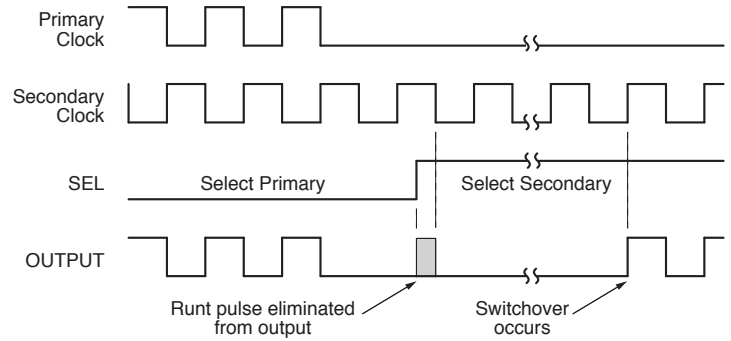 Primary
Clock
Secondary
Clock
SEL
Select Primary
Select Secondary
OUTPUT
Runt pulse eliminated
from output
Switchover
occurs